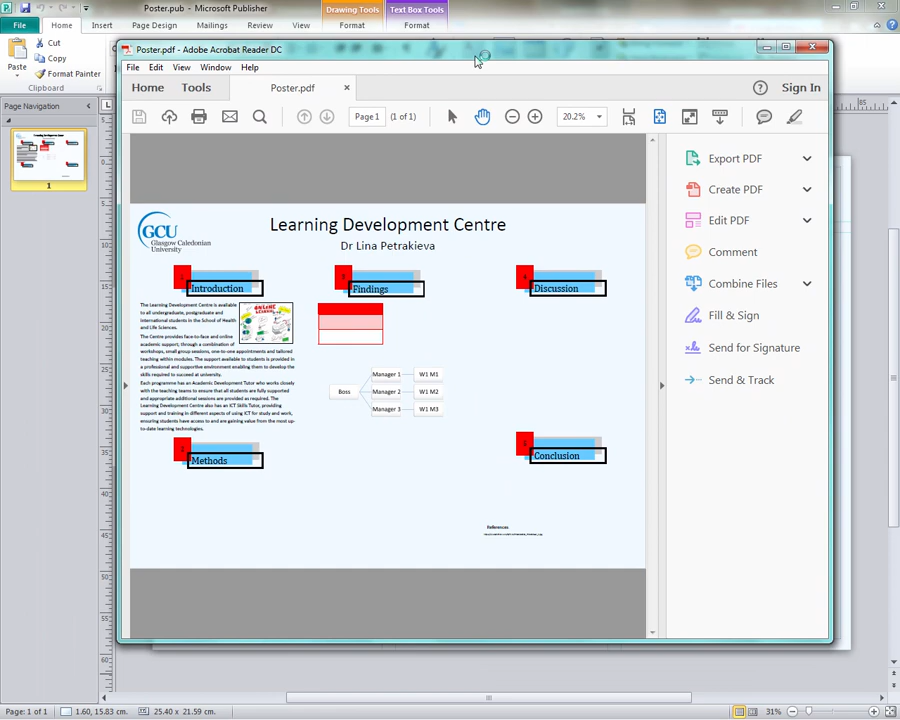 Poster.pub - Microsoft Publisher
Drawing Tools
Text Box Tools
File
Home
Insert
Page Design
Mailings
Review
View
Format
Format
Paste
Cut
Copy
Format Painter
Clipboard
Page Navigation
1
Poster.pdf - Adobe Acrobat Reader DC
File Edit View Window Help
Home
Tools
Poster.pdf
Sign In
Page 1
(1 of 1)
20.2%
Export PDF
Create PDF
Edit PDF
Comment
Combine Files
Fill & Sign
Send for Signature
Send & Track
GCU
Glasgow Caledonian
University
Learning Development Centre
Dr Lina Petrakieva
Introduction
Findings
Discussion
The Learning Development Centre is available
to all undergraduate, postgraduate and
international students in the School of Health
and Life Sciences.
The Centre provides face-to-face and online
academic support; through a combination of
workshops, small group sessions, one-to-one appointments and tailored
teaching within modules. The support available to students is provided in
a professional and supportive environment enabling them to develop the
skills required to succeed at university.
Each programme has an Academic Development Tutor who works closely
with the teaching teams to ensure that all students are fully supported
and appropriate additional sessions are provided as required. The
Learning Development Centre also has an ICT Skills Tutor, providing
support and training in different aspects of using ICT for study and work,
ensuring students have access to and are gaining value from the most up-
to-date learning technologies.
ONLINE
Boss
Manager 1
W1 M1
Manager 2
W1 M2
Manager 3
W1 M3
Methods
Conclusion
References
Page: 1 of 1
1.60, 15.83 cm.
25.40 x 21.59 cm.
31%